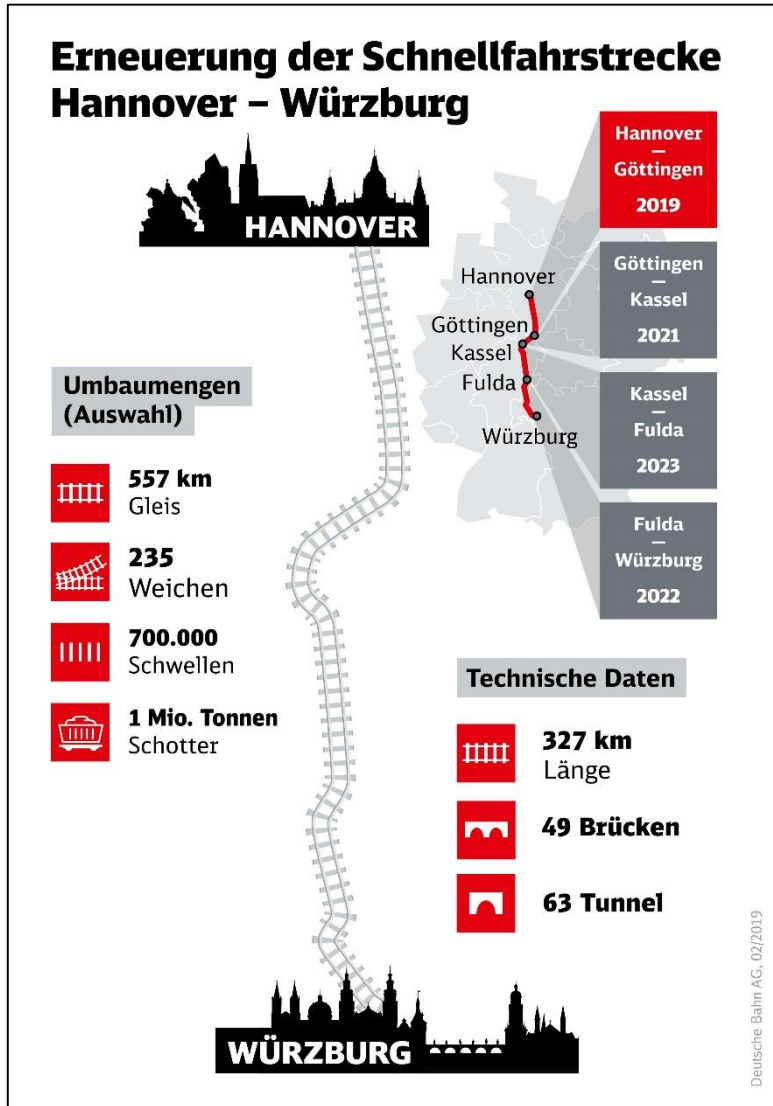 Erneuerung der Schnellfahrstrecke
Hannover – Würzburg
HANNOVER
Hannover
–
Göttingen
2019
Göttingen
–
Kassel
2021
Kassel
–
Fulda
2023
Fulda
–
Würzburg
2022
Hannover
Göttingen
Kassel
Fulda
Würzburg
Umbaumengen
(Auswahl)
557 km
Gleis
235
Weichen
700.000
Schwellen
1 Mio. Tonnen
Schotter
Technische Daten
327 km
Länge
49 Brücken
63 Tunnel
WÜRZBURG
Deutsche Bahn AG, 02/2019